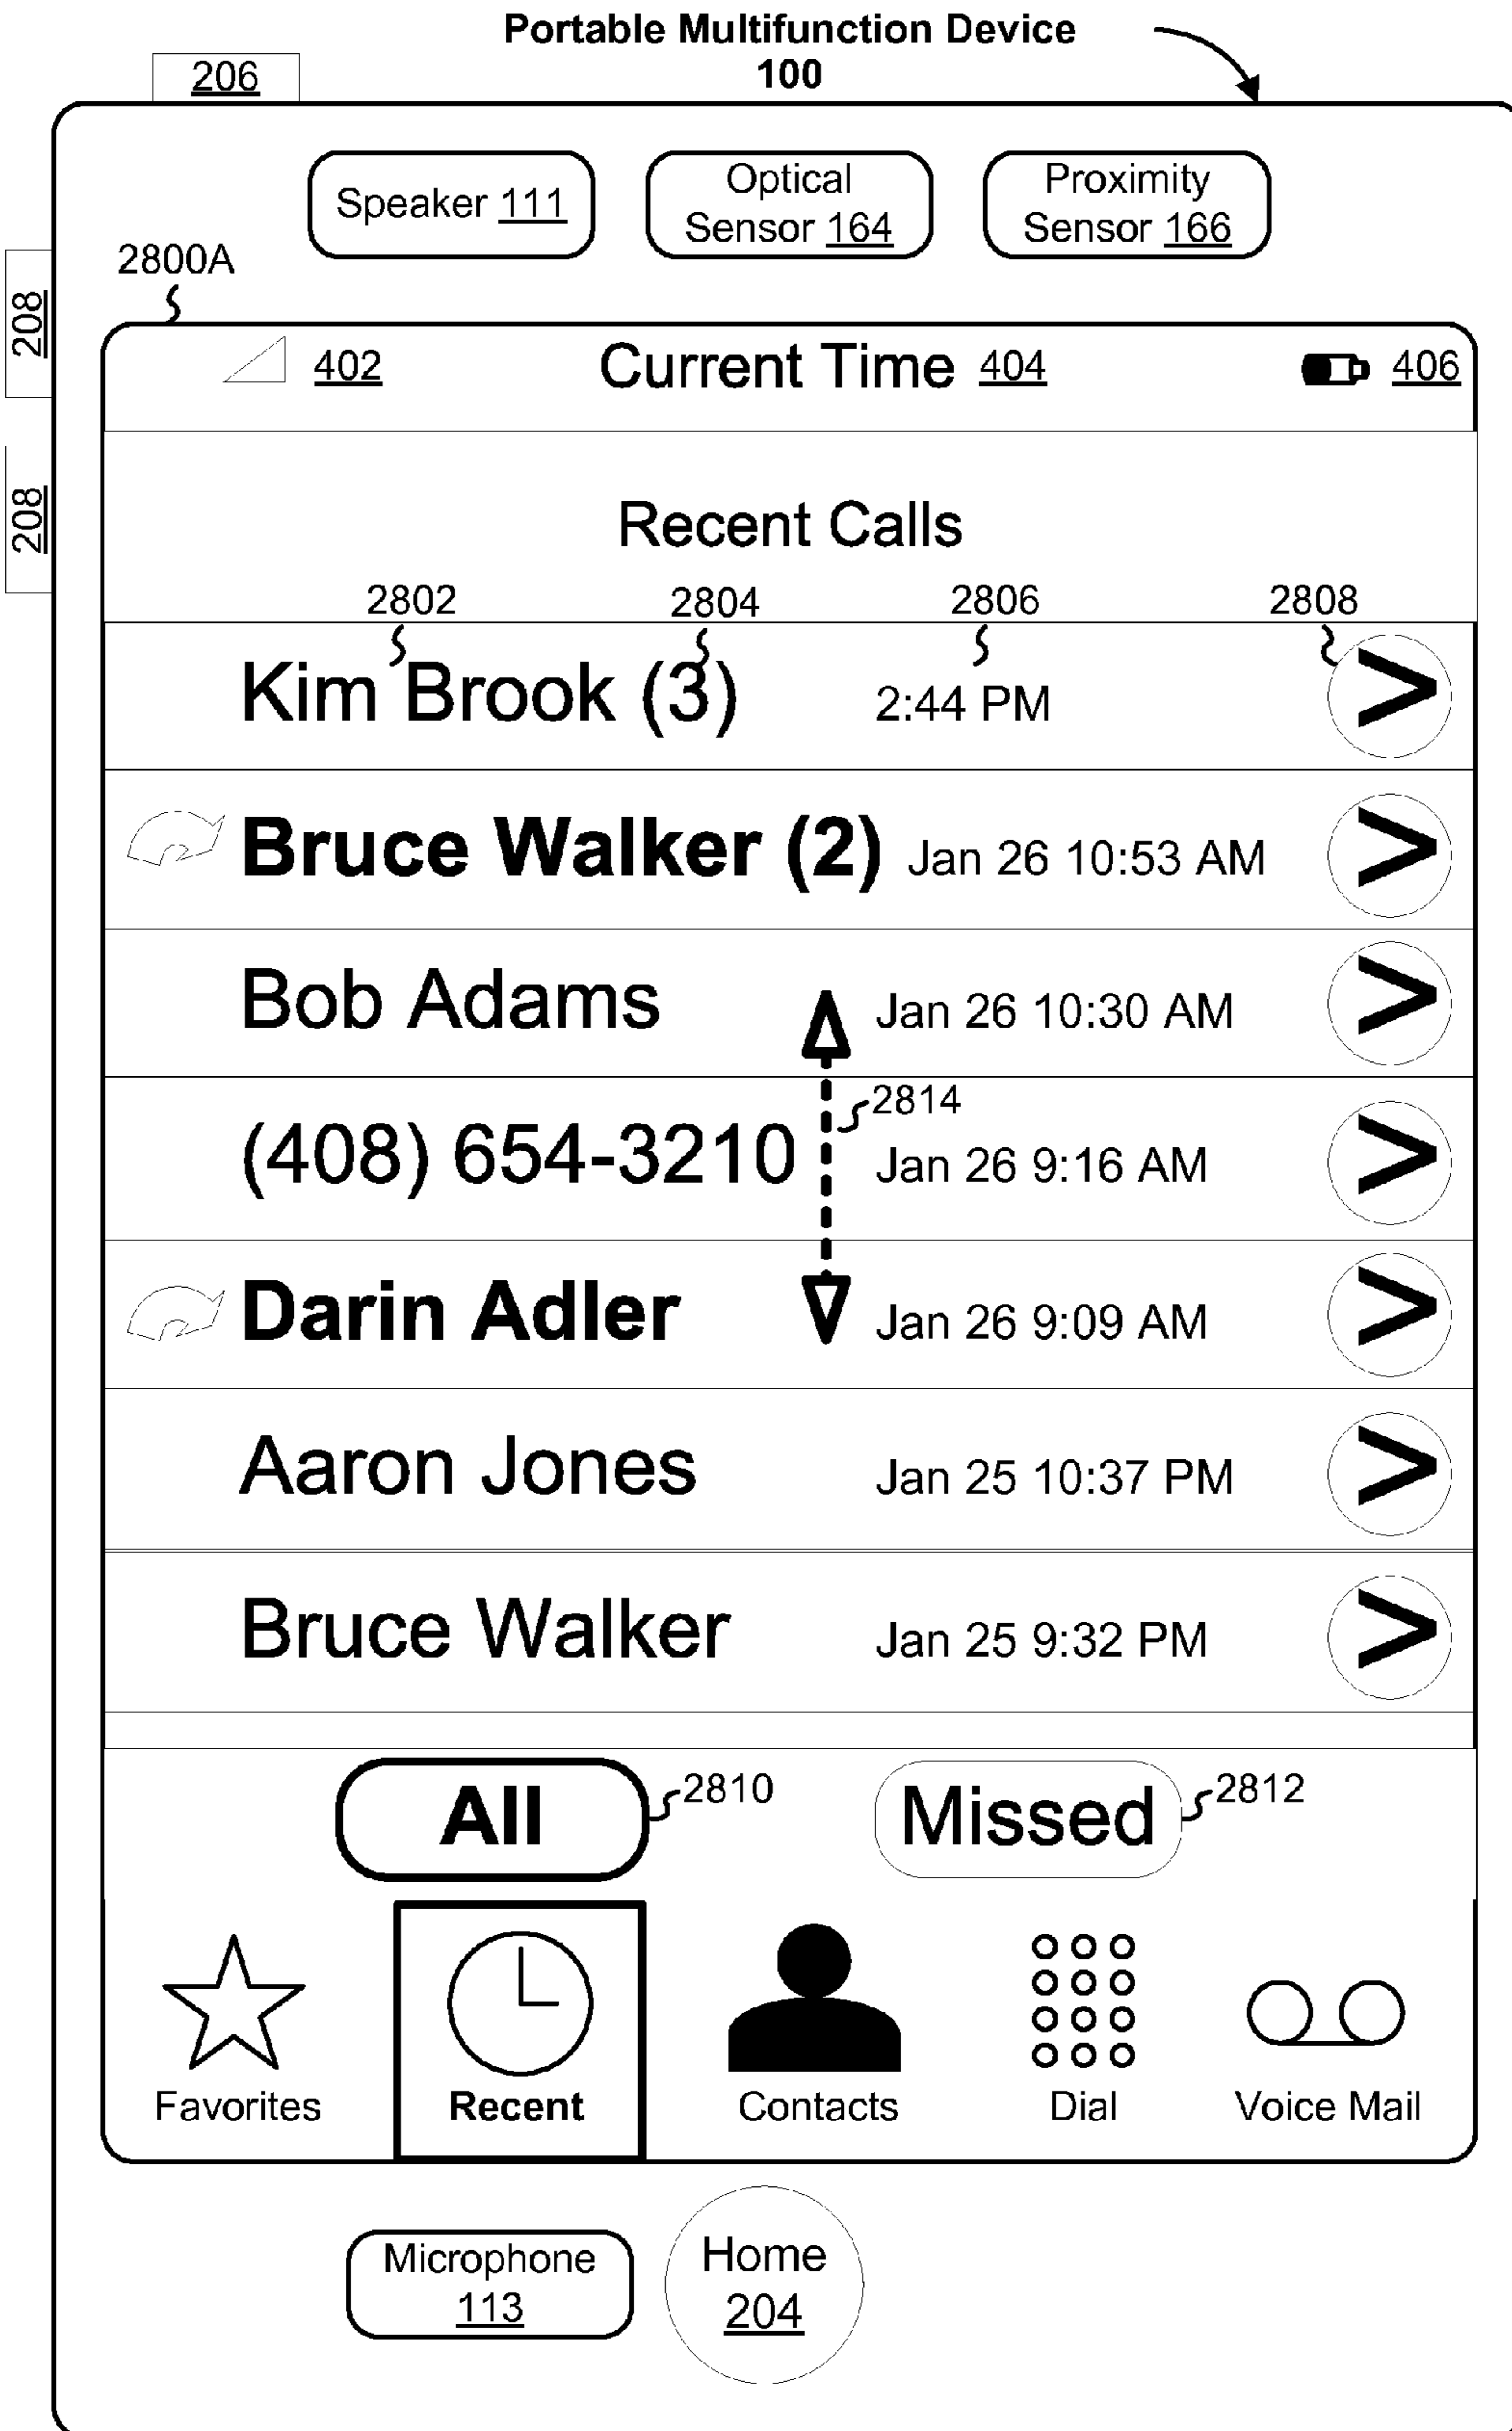 Portable Multifunction Device
100
206
Speaker 111
Optical
Sensor 164
Proximity
Sensor 166
2800A
208
208
402
Current Time 404
406
Recent Calls
2802
2804
2806
2808
Kim Brook (3) 2:44 PM >
Bruce Walker (2) Jan 26 10:53 AM >
Bob Adams Jan 26 10:30 AM >
2814
(408) 654-3210 Jan 26 9:16 AM >
Darin Adler Jan 26 9:09 AM >
Aaron Jones Jan 25 10:37 PM >
Bruce Walker Jan 25 9:32 PM >
All
2810
Missed
2812
Favorites
Recent
Contacts
Dial
Voice Mail
Microphone
113
Home
204